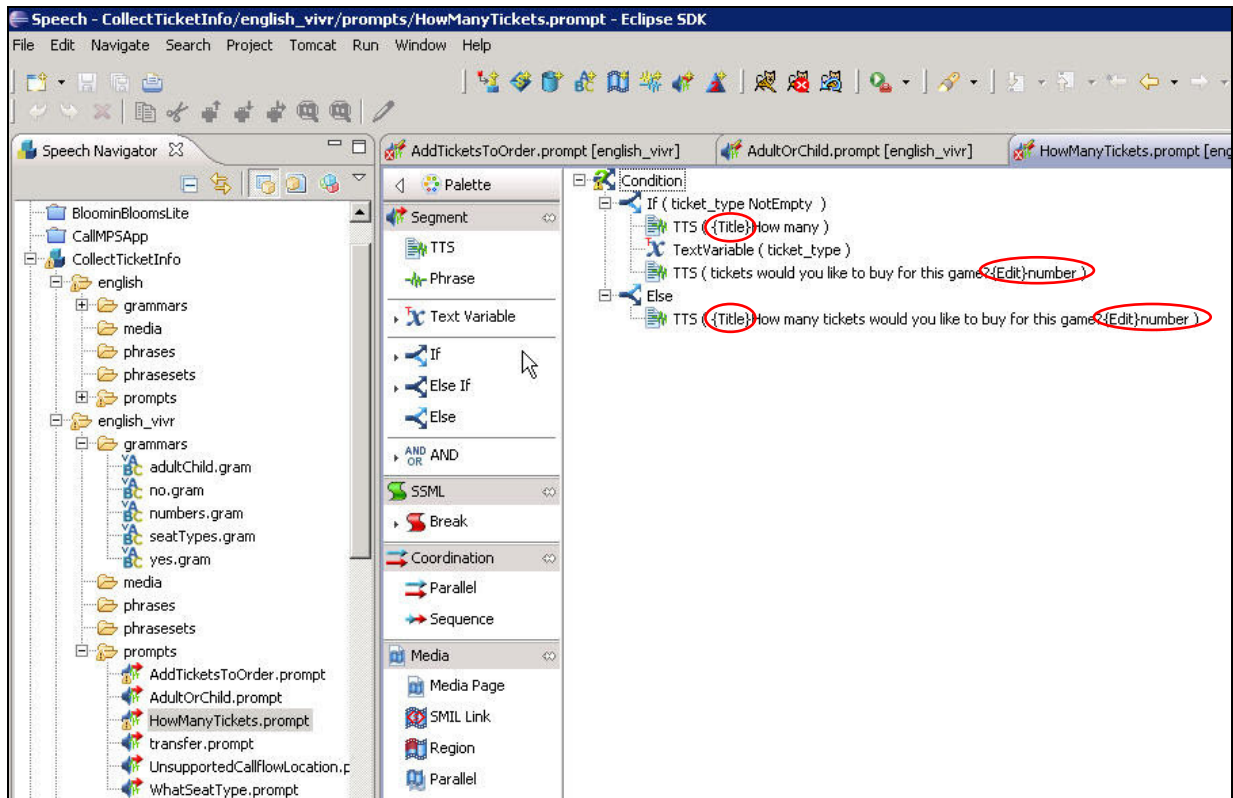 Speech - CollectTicketInfo/english_vivr/prompts/HowManyTickets.prompt - Eclipse SDK
File Edit Navigate Search Project Tomcat Run Window Help
Speech Navigator
BloominBloomsLite
CallMPSApp
CollectTicketInfo
english
grammars
media
phrases
phrasesets
prompts
english_vivr
grammars
adultChild.gram
no.gram
numbers.gram
seatTypes.gram
yes.gram
media
phrases
phrasesets
prompts
AddTicketsToOrder.prompt
AdultOrChild.prompt
HowManyTickets.prompt
transfer.prompt
UnsupportedCallflowLocation.p
WhatSeatType.prompt
AddTicketsToOrder.prompt [english_vivr] AdultOrChild.prompt [english_vivr] HowManyTickets.prompt [eng
Palette
Segment
TTS
Phrase
Text Variable
If
Else If
Else
AND OR AND
SSML
Break
Coordination
Parallel
Sequence
Media
Media Page
SMIL Link
Region
Parallel
Condition
If ( ticket_type NotEmpty )
TTS ( {Title}How many )
TextVariable ( ticket_type )
TTS ( tickets would you like to buy for this game?{Edit}number )
Else
TTS ( {Title}How many tickets would you like to buy for this game?{Edit}number )